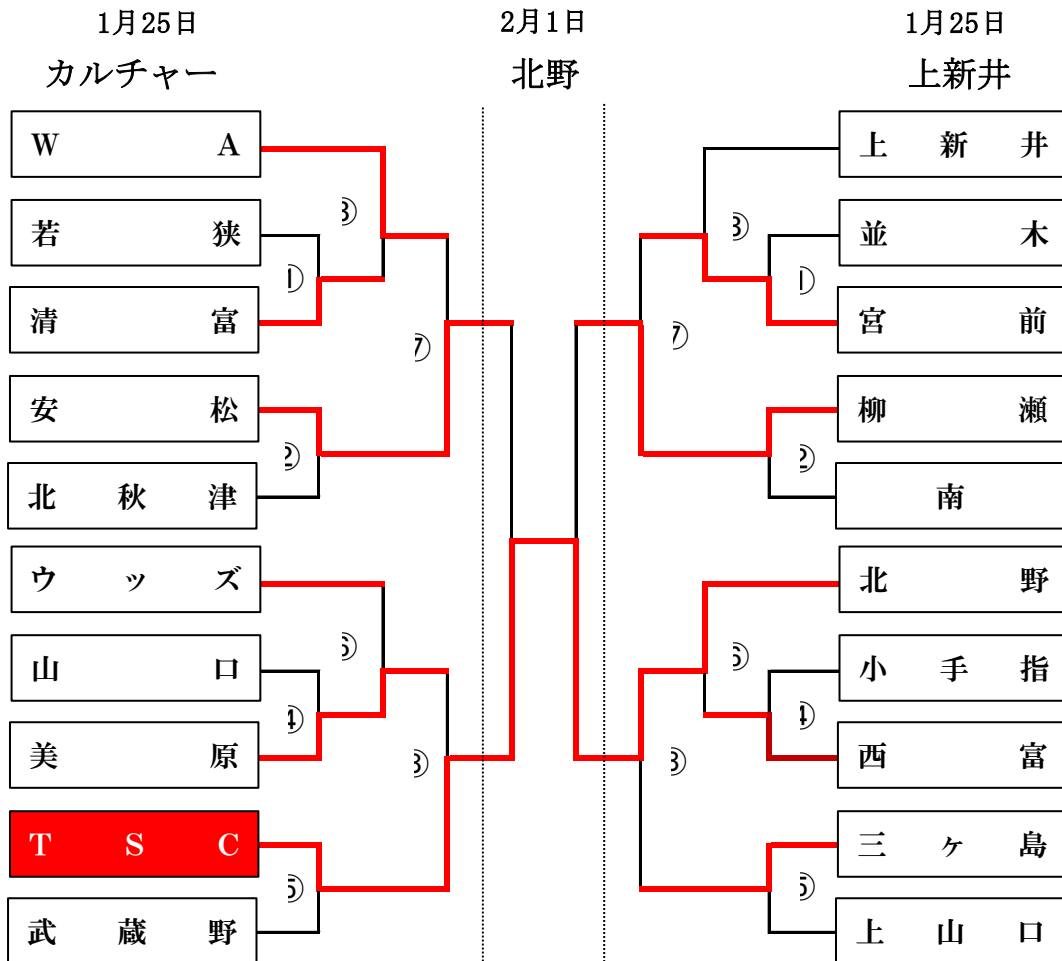 1月25日 2月1日 1月25日
カルチャー 北野 上新井
W A 上新井
③ ③
若狭 並木
① ①
清富 宮前
⑦ ⑦
安松 柳瀬
② ②
北秋津 南
ウッズ 北野
⑥ ⑥
山口 小手指
④ ④
美原 西富
⑧ ⑧
TSC 三ヶ島
⑤ ⑤
武蔵野 上山口